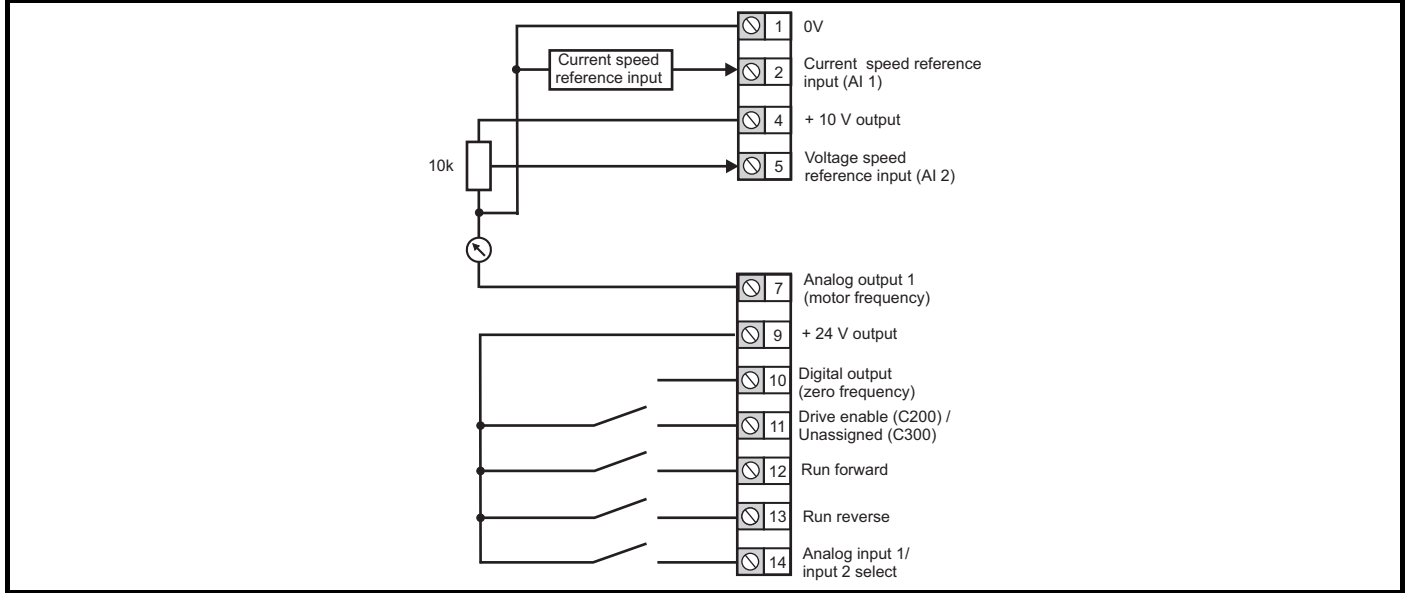 1 0V
Current speed
reference input
2 Current speed reference
input (AI 1)
4 + 10 V output
10k
5 Voltage speed
reference input (AI 2)
7 Analog output 1
(motor frequency)
9 + 24 V output
10 Digital output
(zero frequency)
11 Drive enable (C200) /
Unassigned (C300)
12 Run forward
13 Run reverse
14 Analog input 1/
input 2 select